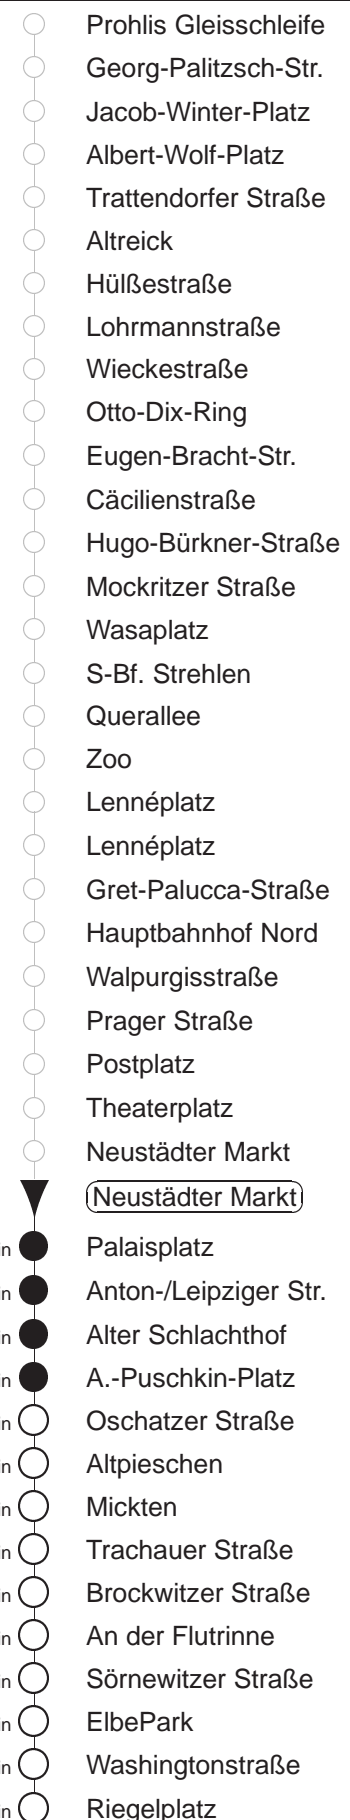 Prohlis Gleisschleife
Georg-Palitzsch-Str.
Jacob-Winter-Platz
Albert-Wolf-Platz
Trattendorfer Straße
Altreick
Hülßestraße
Lohrmannstraße
Wieckestraße
Otto-Dix-Ring
Eugen-Bracht-Str.
Cäcilienstraße
Hugo-Bürkner-Straße
Mockritzer Straße
Wasaplatz
S-Bf. Strehlen
Querallee
Zoo
Lennéplatz
Lennéplatz
Gret-Palucca-Straße
Hauptbahnhof Nord
Walpurgisstraße
Prager Straße
Postplatz
Theaterplatz
Neustädter Markt
Neustädter Markt
Palaisplatz
Anton-/Leipziger Str.
Alter Schlachthof
A.-Puschkin-Platz
Oschatzer Straße
Altpieschen
Mickten
Trachauer Straße
Brockwitzer Straße
An der Flutrinne
Sörnewitzer Straße
ElbePark
Washingtonstraße
Riegelplatz